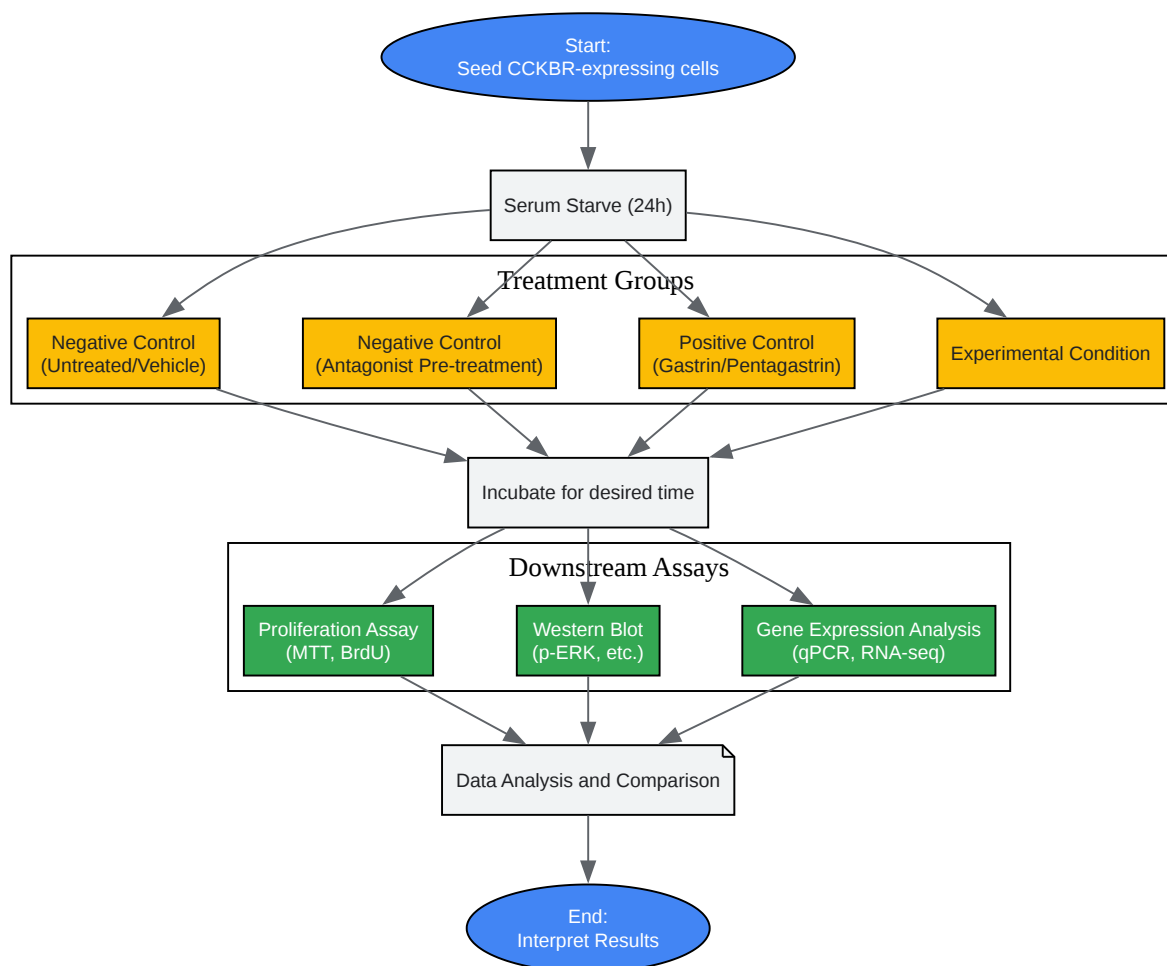 Start:
Seed CCKBR-expressing cells
Serum Starve (24h)
Treatment Groups
Negative Control
(Untreated/Vehicle)
Negative Control
(Antagonist Pre-treatment)
Positive Control
(Gastrin/Pentagastrin)
Experimental Condition
Incubate for desired time
Downstream Assays
Proliferation Assay
(MTT, BrdU)
Western Blot
(p-ERK, etc.)
Gene Expression Analysis
(qPCR, RNA-seq)
Data Analysis and Comparison
End:
Interpret Results